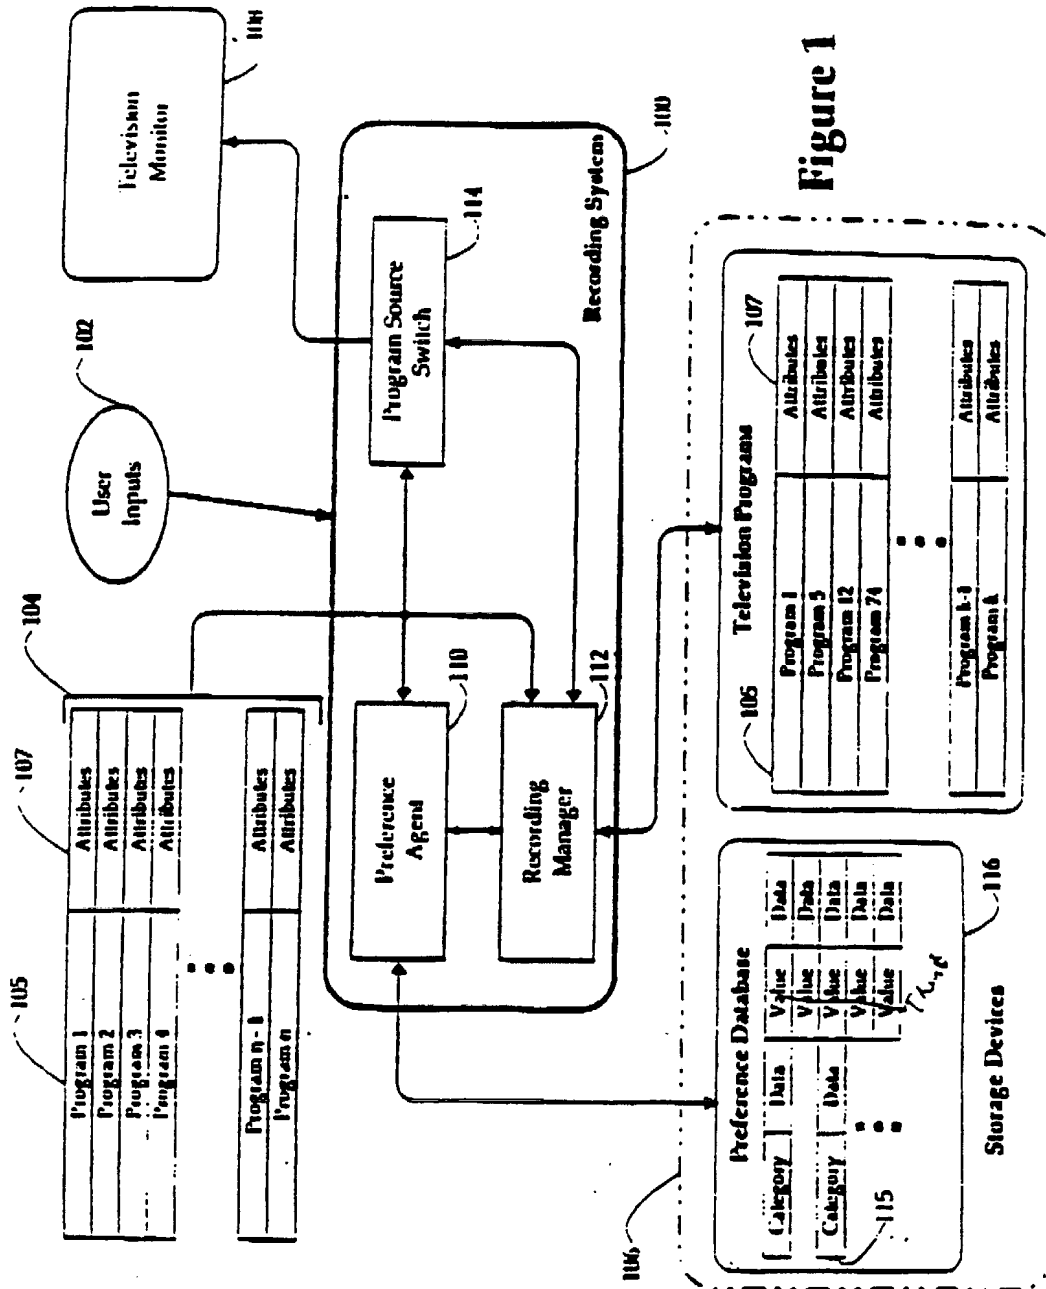 105
107
104
Program 1 Attributes
Program 2 Attributes
Program 3 Attributes
Program 4 Attributes
Program n - 1 Attributes
Program n Attributes
User
Inputs
102
Television
Monitor
108
Preference
Agent
110
Program Source
Switch
114
Recording
Manager
112
Recording System
100
106
Preference Database
Category Data Value Data
Value Data
Category Data Value Data
Value Data
Value Data
115
116
Storage Devices
Television Programs
105
107
Program 1 Attributes
Program 5 Attributes
Program 12 Attributes
Program 74 Attributes
Program k-1 Attributes
Program k Attributes
Figure 1